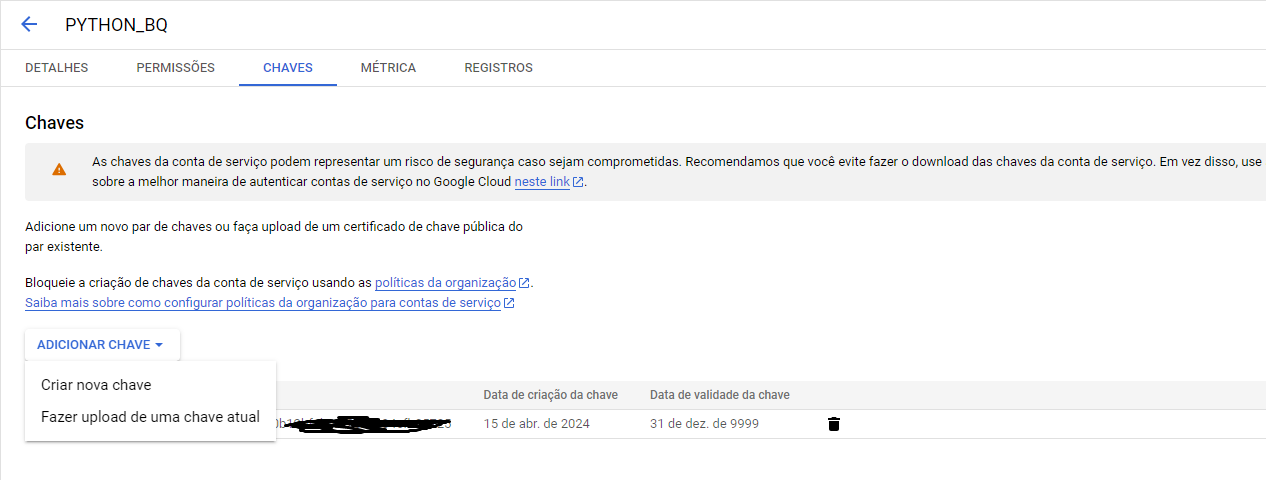 PYTHON_BQ
DETALHES PERMISSÕES CHAVES MÉTRICA REGISTROS
Chaves
As chaves da conta de serviço podem representar um risco de segurança caso sejam comprometidas. Recomendamos que você evite fazer o download das chaves da conta de serviço. Em vez disso, use
sobre a melhor maneira de autenticar contas de serviço no Google Cloud neste link.
Adicione um novo par de chaves ou faça upload de um certificado de chave pública do
par existente.
Bloqueie a criação de chaves da conta de serviço usando as políticas da organização.
Saiba mais sobre como configurar políticas da organização para contas de serviço
ADICIONAR CHAVE
Criar nova chave
Fazer upload de uma chave atual
Data de criação da chave Data de validade da chave
15 de abr. de 2024 31 de dez. de 9999